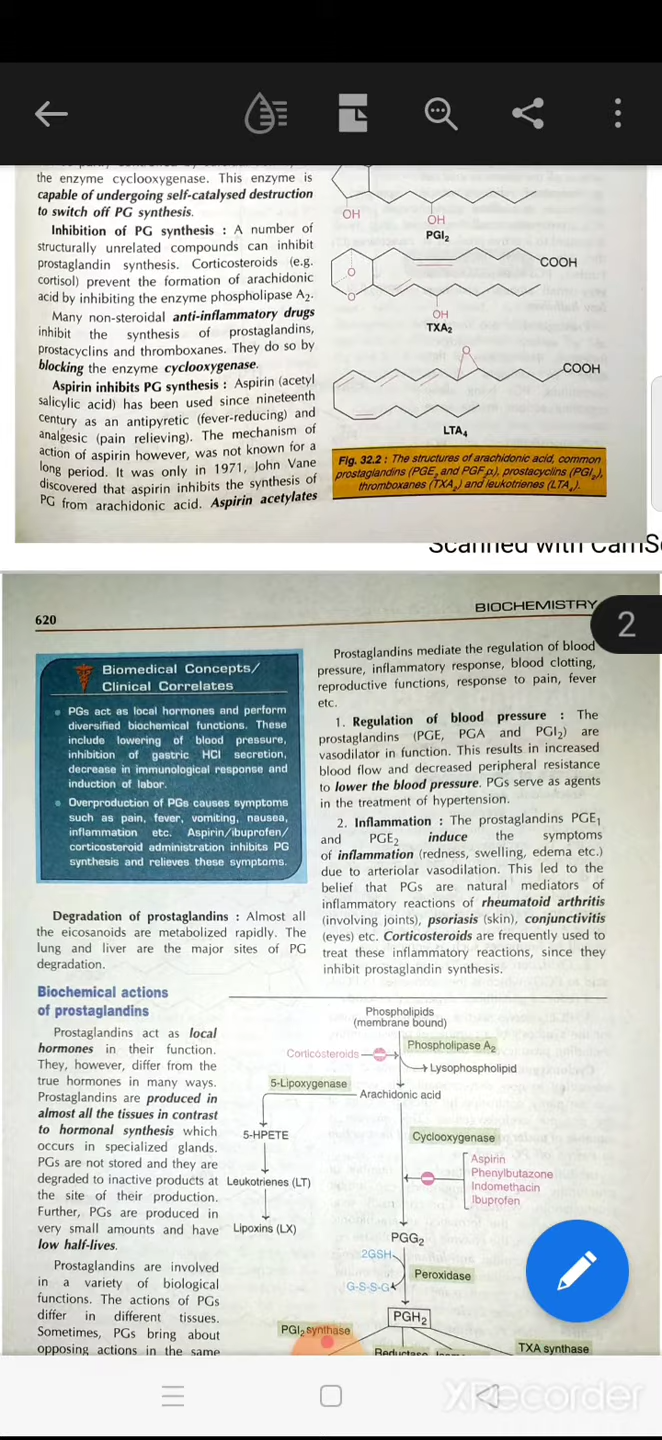 the enzyme cyclooxygenase. This enzyme is
capable of undergoing self-catalysed destruction
to switch off PG synthesis.
Inhibition of PG synthesis : A number of
structurally unrelated compounds can inhibit
prostaglandin synthesis. Corticosteroids (e.g.
cortisol) prevent the formation of arachidonic
acid by inhibiting the enzyme phospholipase A₂.
Many non-steroidal anti-inflammatory drugs
inhibit the synthesis of prostaglandins,
prostacyclins and thromboxanes. They do so by
blocking the enzyme cyclooxygenase.
Aspirin inhibits PG synthesis : Aspirin (acetyl
salicylic acid) has been used since nineteenth
century as an antipyretic (fever-reducing) and
analgesic (pain relieving). The mechanism of
action of aspirin however, was not known for a
long period. It was only in 1971, John Vane
discovered that aspirin inhibits the synthesis of
PG from arachidonic acid. Aspirin acetylates
OH
OH
PGI₂
COOH
O
O
OH
TXA₂
O
COOH
LTA₄
Fig. 32.2 : The structures of arachidonic acid, common
prostaglandins (PGE₂ and PGF₂α), prostacyclins (PGI₂),
thromboxanes (TXA₂) and leukotrienes (LTA₄).
Scanned with CamSc
2
620
BIOCHEMISTRY
Biomedical Concepts/
Clinical Correlates
PGs act as local hormones and perform
diversified biochemical functions. These
include lowering of blood pressure,
inhibition of gastric HCl secretion,
decrease in immunological response and
induction of labor.
Overproduction of PGs causes symptoms
such as pain, fever, vomiting, nausea,
inflammation etc. Aspirin/ibuprofen/
corticosteroid administration inhibits PG
synthesis and relieves these symptoms.
Degradation of prostaglandins : Almost all
the eicosanoids are metabolized rapidly. The
lung and liver are the major sites of PG
degradation.
Biochemical actions
of prostaglandins
Prostaglandins act as local
hormones in their function.
They, however, differ from the
true hormones in many ways.
Prostaglandins are produced in
almost all the tissues in contrast
to hormonal synthesis which
occurs in specialized glands.
PGs are not stored and they are
degraded to inactive products at
the site of their production.
Further, PGs are produced in
very small amounts and have
low half-lives.
Prostaglandins are involved
in a variety of biological
functions. The actions of PGs
differ in different tissues.
Sometimes, PGs bring about
opposing actions in the same
Prostaglandins mediate the regulation of blood
pressure, inflammatory response, blood clotting,
reproductive functions, response to pain, fever
etc.
1. Regulation of blood pressure : The
prostaglandins (PGE, PGA and PGI₂) are
vasodilator in function. This results in increased
blood flow and decreased peripheral resistance
to lower the blood pressure. PGs serve as agents
in the treatment of hypertension.
2. Inflammation : The prostaglandins PGE₁
and PGE₂ induce the symptoms
of inflammation (redness, swelling, edema etc.)
due to arteriolar vasodilation. This led to the
belief that PGs are natural mediators of
inflammatory reactions of rheumatoid arthritis
(involving joints), psoriasis (skin), conjunctivitis
(eyes) etc. Corticosteroids are frequently used to
treat these inflammatory reactions, since they
inhibit prostaglandin synthesis.
Phospholipids
(membrane bound)
Corticosteroids
Phospholipase A₂
Lysophospholipid
5-Lipoxygenase
Arachidonic acid
5-HPETE
Cyclooxygenase
Aspirin
Phenylbutazone
Indomethacin
Ibuprofen
Leukotrienes (LT)
Lipoxins (LX)
PGG₂
2GSH
Peroxidase
G-S-S-G
PGH₂
PGI₂ synthase
Reductase
TXA synthase
XRecorder